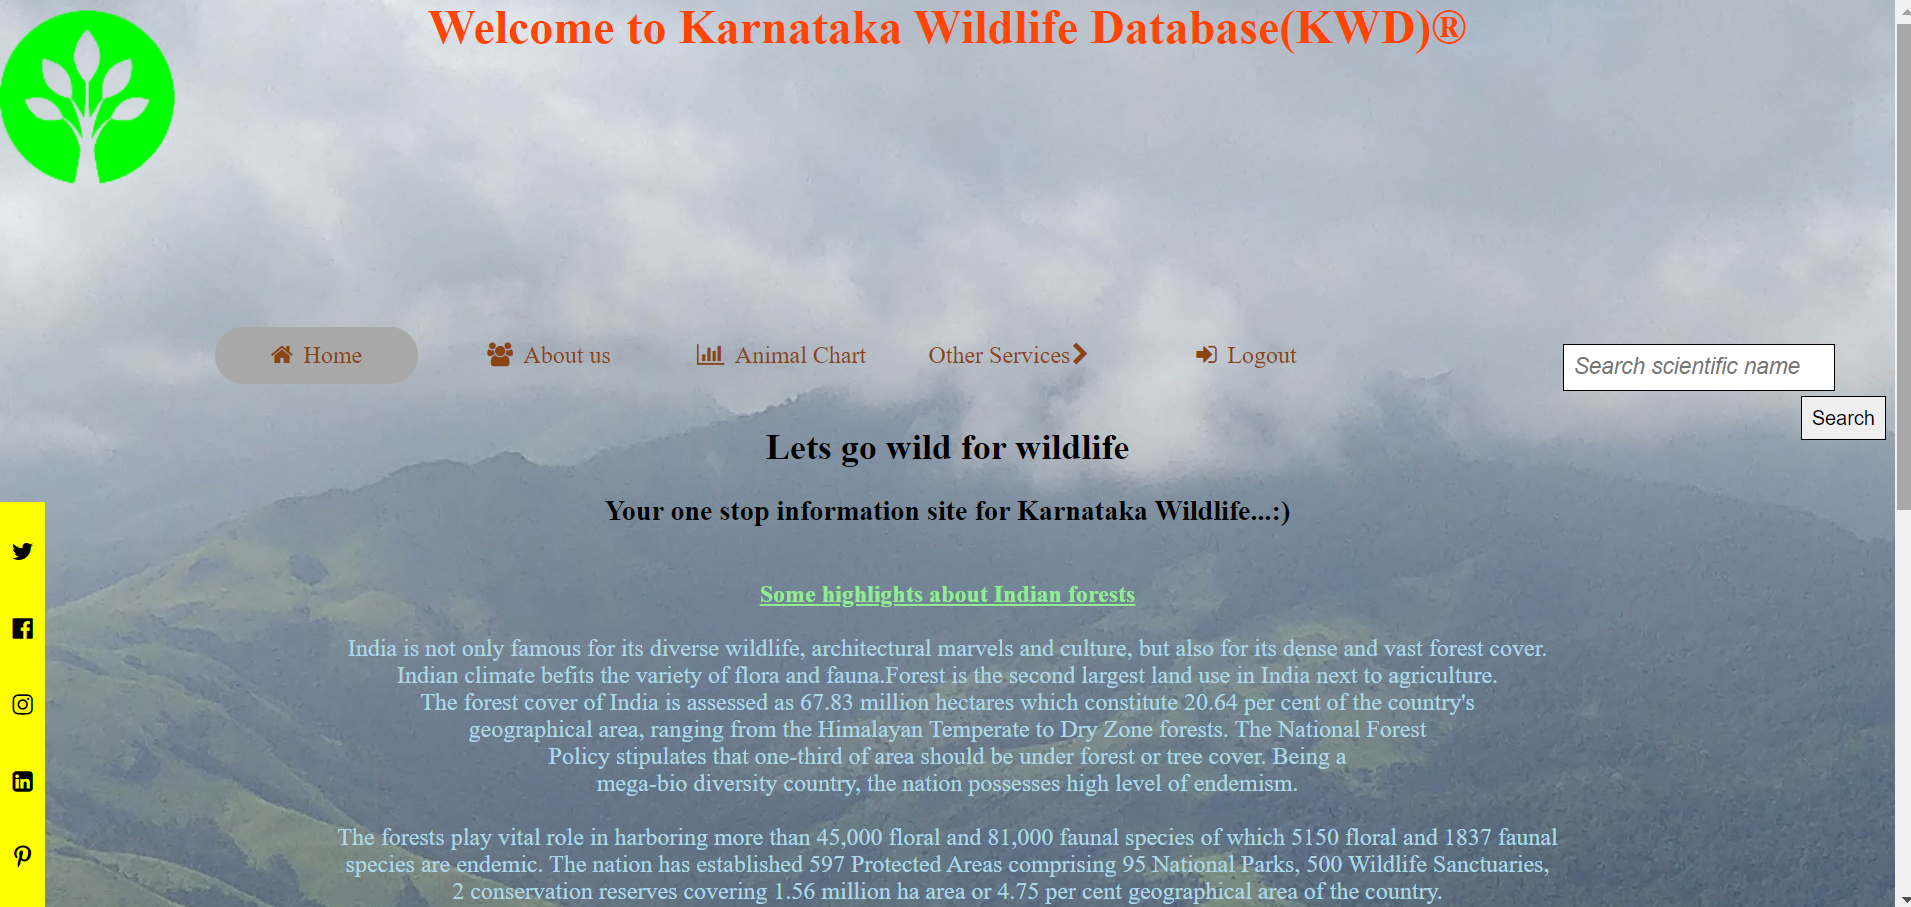 Welcome to Karnataka Wildlife Database(KWD)®
Home
About us
Animal Chart
Other Services
Logout
Search scientific name
Search
Lets go wild for wildlife
Your one stop information site for Karnataka Wildlife...:)
Some highlights about Indian forests
India is not only famous for its diverse wildlife, architectural marvels and culture, but also for its dense and vast forest cover.
Indian climate befits the variety of flora and fauna.Forest is the second largest land use in India next to agriculture.
The forest cover of India is assessed as 67.83 million hectares which constitute 20.64 per cent of the country's
geographical area, ranging from the Himalayan Temperate to Dry Zone forests. The National Forest
Policy stipulates that one-third of area should be under forest or tree cover. Being a
mega-bio diversity country, the nation possesses high level of endemism.
The forests play vital role in harboring more than 45,000 floral and 81,000 faunal species of which 5150 floral and 1837 faunal
species are endemic. The nation has established 597 Protected Areas comprising 95 National Parks, 500 Wildlife Sanctuaries,
2 conservation reserves covering 1.56 million ha area or 4.75 per cent geographical area of the country.